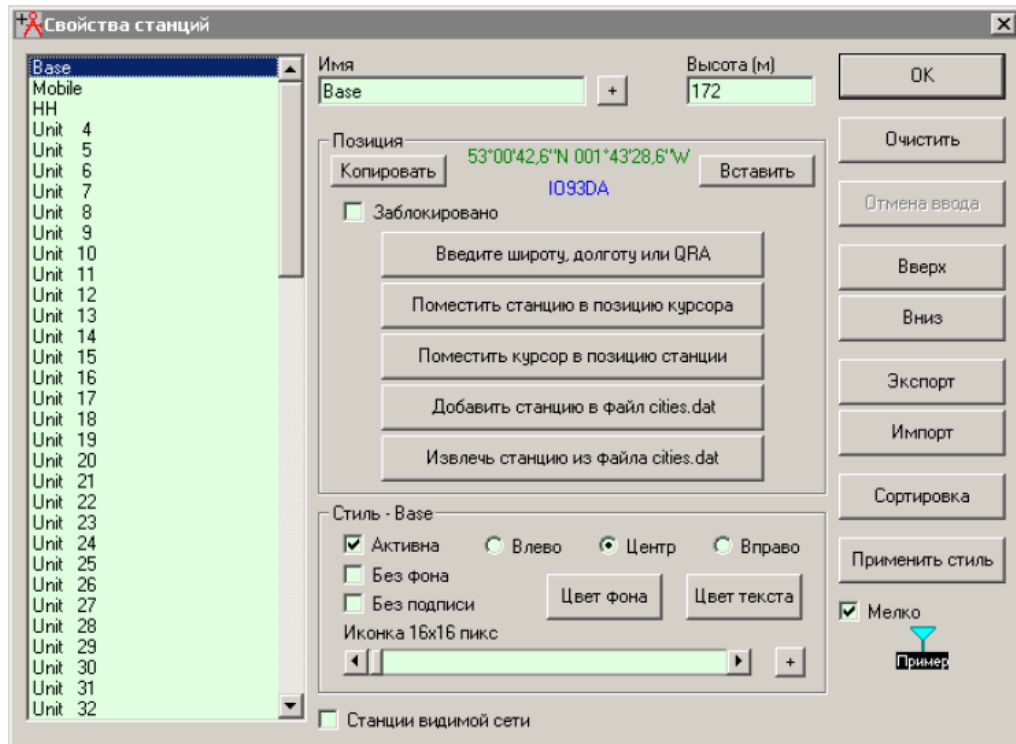 Свойства станций
Base
Mobile
HH
Unit 4
Unit 5
Unit 6
Unit 7
Unit 8
Unit 9
Unit 10
Unit 11
Unit 12
Unit 13
Unit 14
Unit 15
Unit 16
Unit 17
Unit 18
Unit 19
Unit 20
Unit 21
Unit 22
Unit 23
Unit 24
Unit 25
Unit 26
Unit 27
Unit 28
Unit 29
Unit 30
Unit 31
Unit 32
Имя
Base
+
Высота (м)
172
Позиция
Копировать
53°00'42,6"N 001°43'28,6"W
IO93DA
Вставить
Заблокировано
Введите широту, долготу или QRA
Поместить станцию в позицию курсора
Поместить курсор в позицию станции
Добавить станцию в файл cities.dat
Извлечь станцию из файла cities.dat
Стиль - Base
Активна
Влево
Центр
Вправо
Без фона
Без подписи
Цвет фона
Цвет текста
Иконка 16x16 пикс
+
Станции видимой сети
OK
Очистить
Отмена ввода
Вверх
Вниз
Экспорт
Импорт
Сортировка
Применить стиль
Мелко
Пример